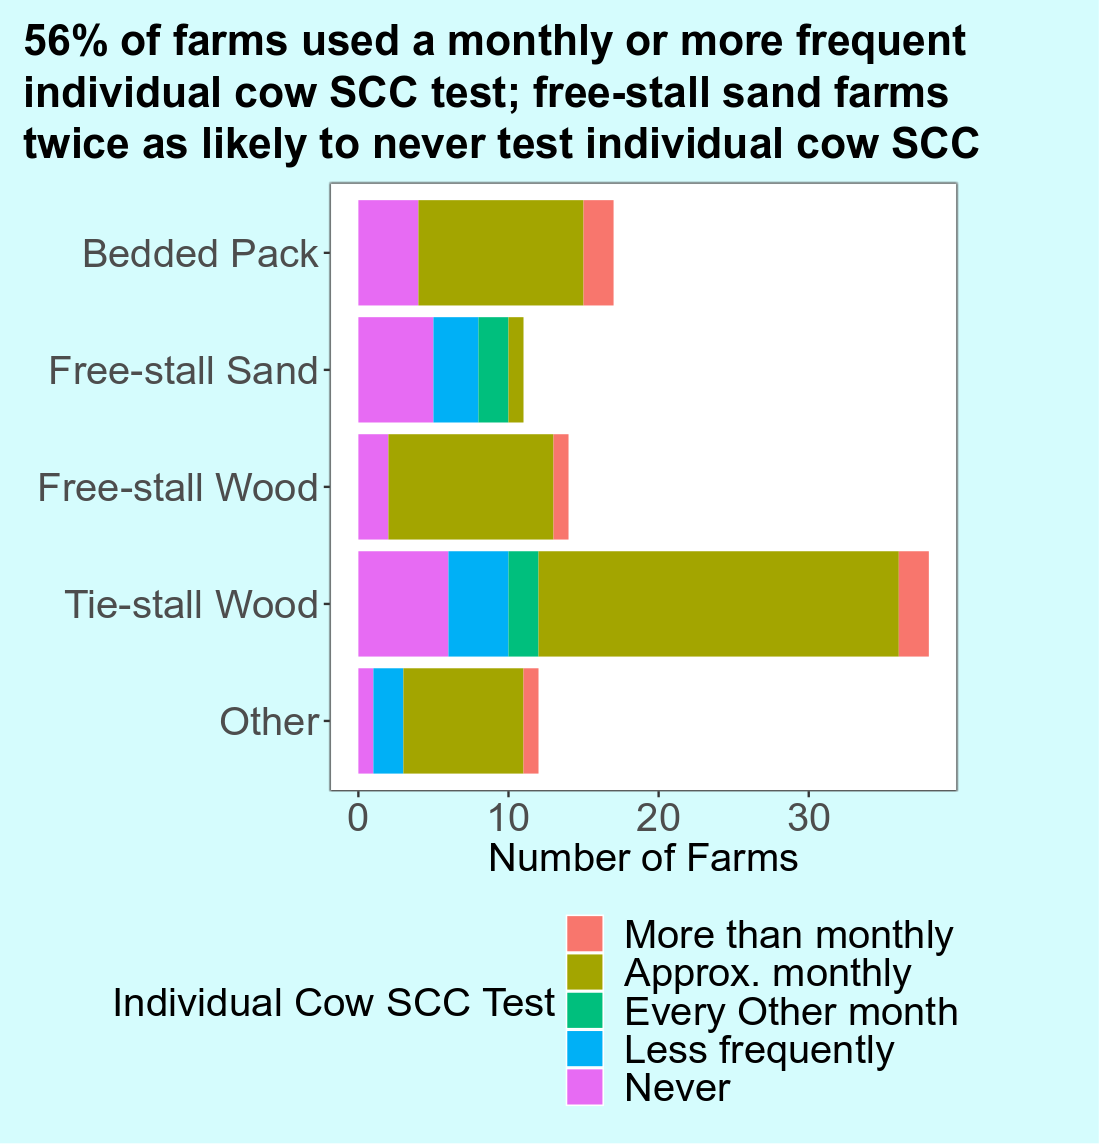 56% of farms used a monthly or more frequent
individual cow SCC test; free-stall sand farms
twice as likely to never test individual cow SCC
Bedded Pack
Free-stall Sand
Free-stall Wood
Tie-stall Wood
Other
0 10 20 30
Number of Farms
Individual Cow SCC Test
More than monthly
Approx. monthly
Every Other month
Less frequently
Never